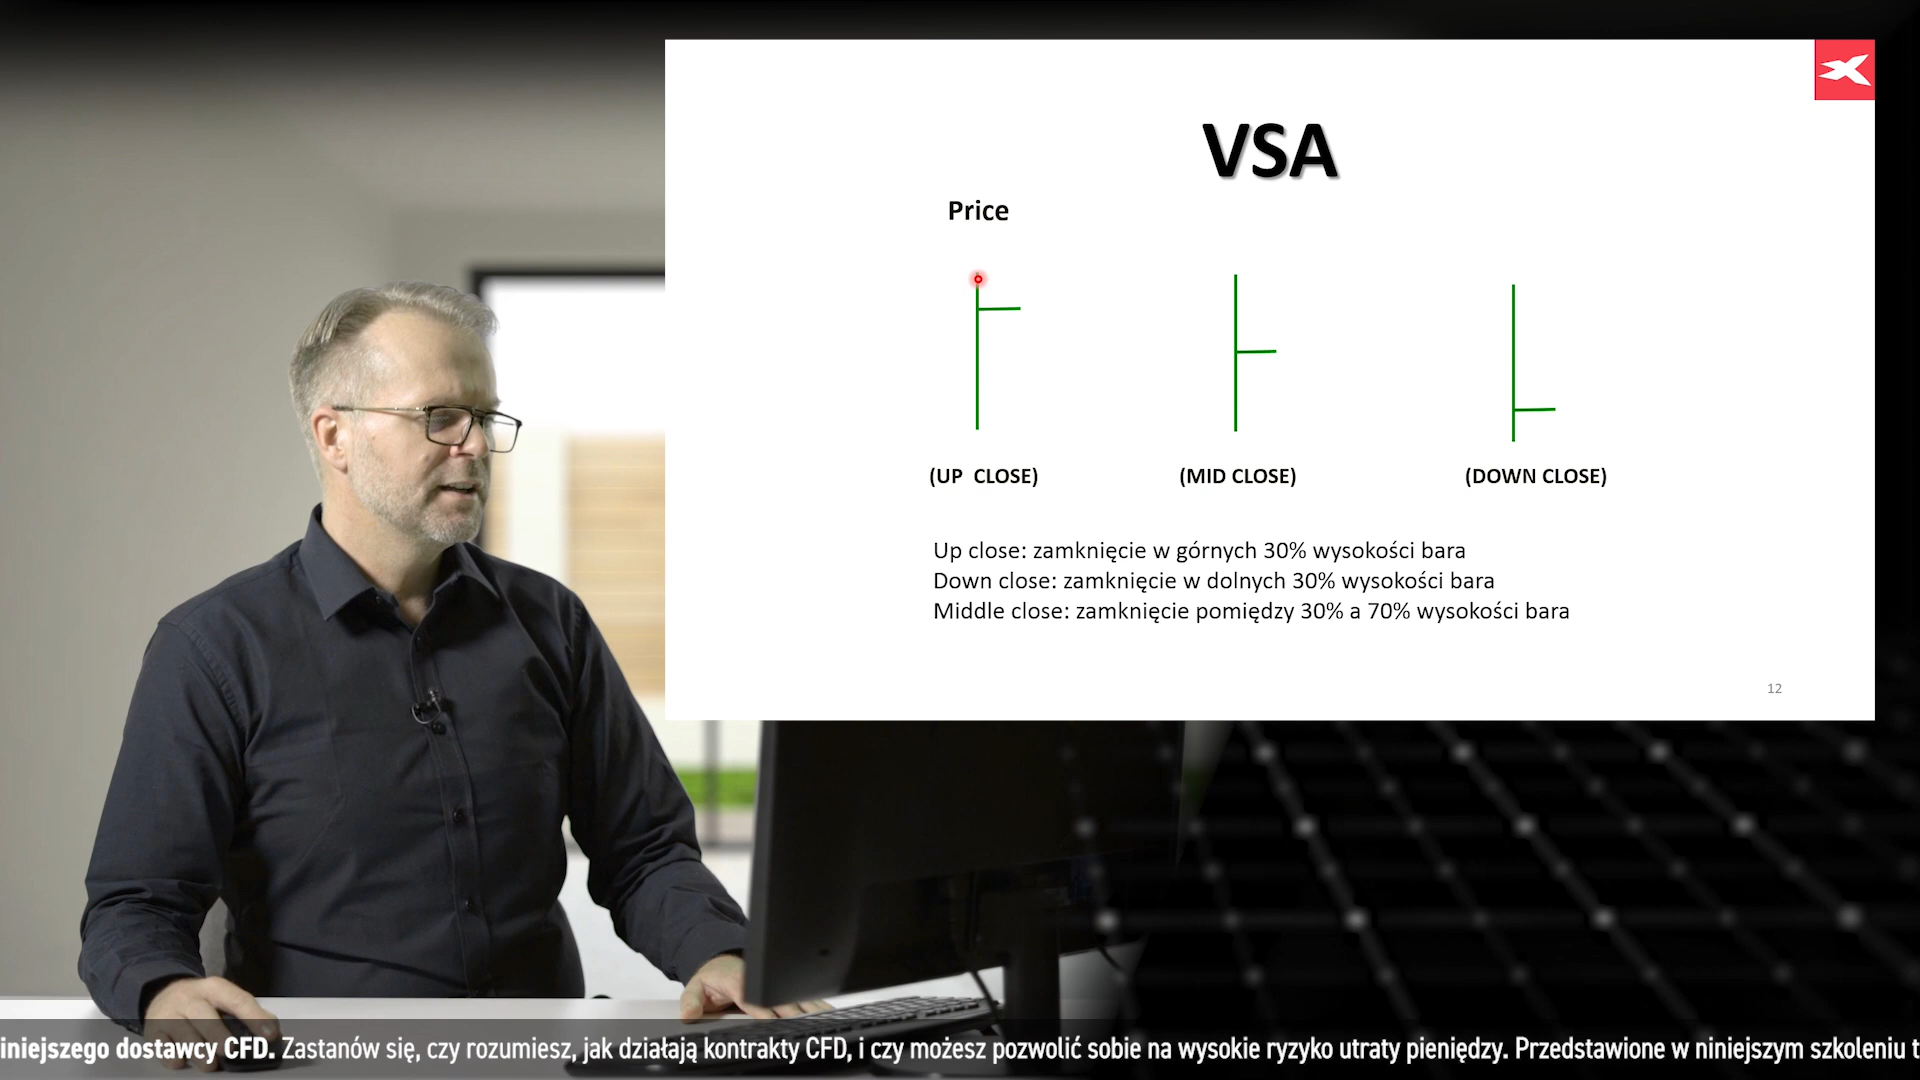 VSA
Price
(UP CLOSE)
(MID CLOSE)
(DOWN CLOSE)
Up close: zamknięcie w górnych 30% wysokości bara
Down close: zamknięcie w dolnych 30% wysokości bara
Middle close: zamknięcie pomiędzy 30% a 70% wysokości bara
12
iniejszego dostawcy CFD. Zastanów się, czy rozumiesz, jak działają kontrakty CFD, i czy możesz pozwolić sobie na wysokie ryzyko utraty pieniędzy. Przedstawione w niniejszym szkoleniu t